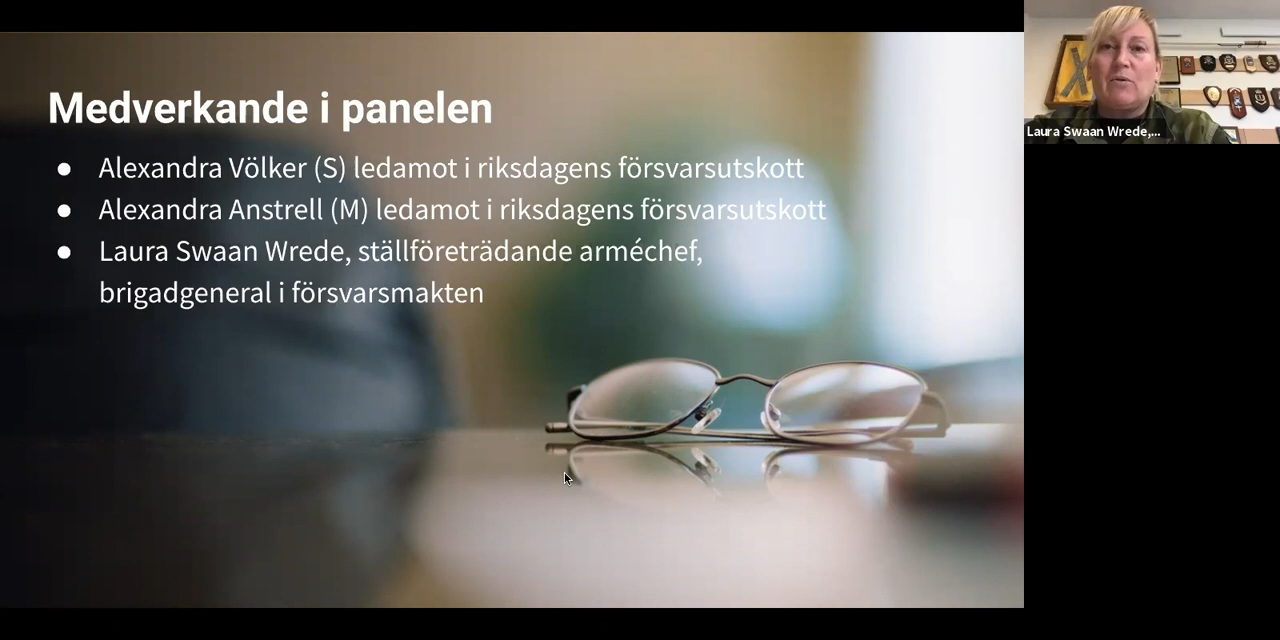 Medverkande i panelen
● Alexandra Völker (S) ledamot i riksdagens försvarsutskott
● Alexandra Anstrell (M) ledamot i riksdagens försvarsutskott
● Laura Swaan Wrede, ställföreträdande arméchef,
brigadgeneral i försvarsmakten
Laura Swaan Wrede,...